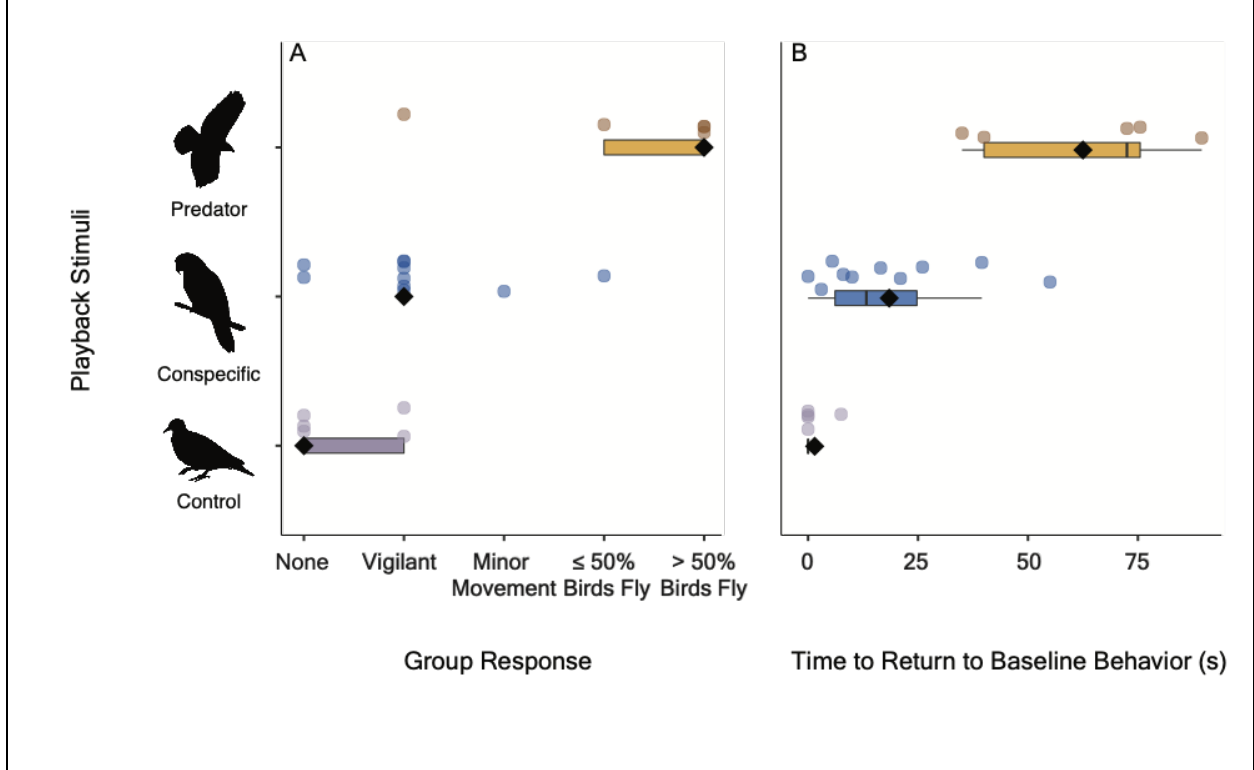 A
B
Predator
Conspecific
Control
Playback Stimuli
None
Vigilant
Minor
Movement
≤ 50%
Birds Fly
> 50%
Birds Fly
0
25
50
75
Group Response
Time to Return to Baseline Behavior (s)